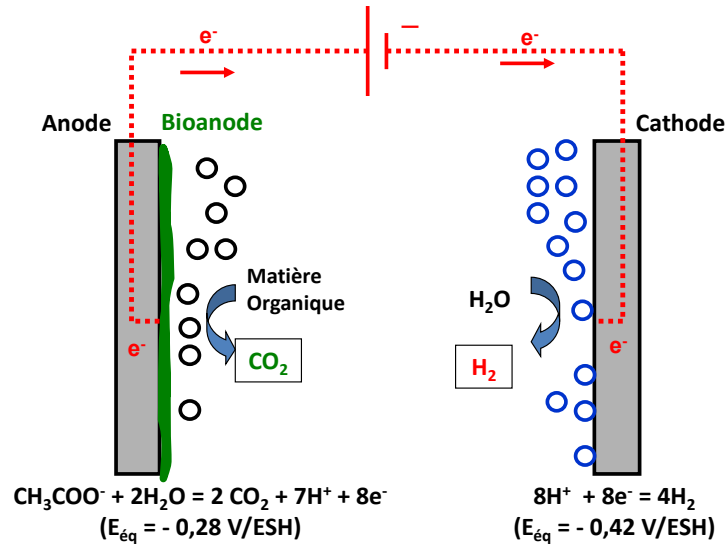 e-
−
e-
Anode
Bioanode
Cathode
Matière
Organique
H2O
e-
CO2
H2
e-
CH3COO- + 2H2O = 2 CO2 + 7H+ + 8e-
(Eéq = - 0,28 V/ESH)
8H+ + 8e- = 4H2
(Eéq = - 0,42 V/ESH)